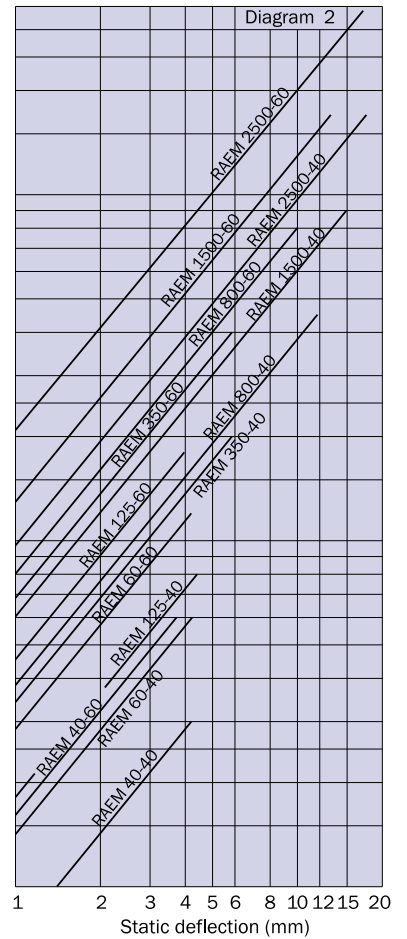 Diagram 2
RAEM 2500-60
RAEM 2500-40
RAEM 1500-60
RAEM 1500-40
RAEM 800-60
RAEM 350-60
RAEM 800-40
RAEM 350-40
RAEM 125-60
RAEM 60-60
RAEM 125-40
RAEM 60-40
RAEM 40-60
RAEM 40-40
1 2 3 4 5 6 8 10 12 15 20
Static deflection (mm)